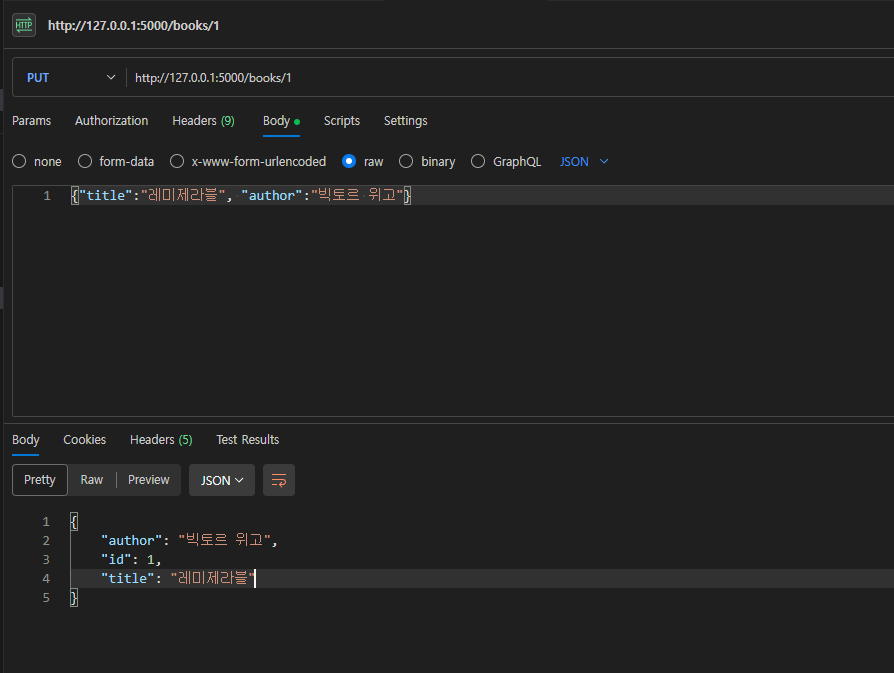 HTTP http://127.0.0.1:5000/books/1
PUT http://127.0.0.1:5000/books/1
Params Authorization Headers (9) Body Scripts Settings
none form-data x-www-form-urlencoded raw binary GraphQL JSON
1 {"title":"레미제라블", "author":"빅토르 위고"}
Body Cookies Headers (5) Test Results
Pretty Raw Preview JSON
1 {
2 "author": "빅토르 위고",
3 "id": 1,
4 "title": "레미제라블"
5 }